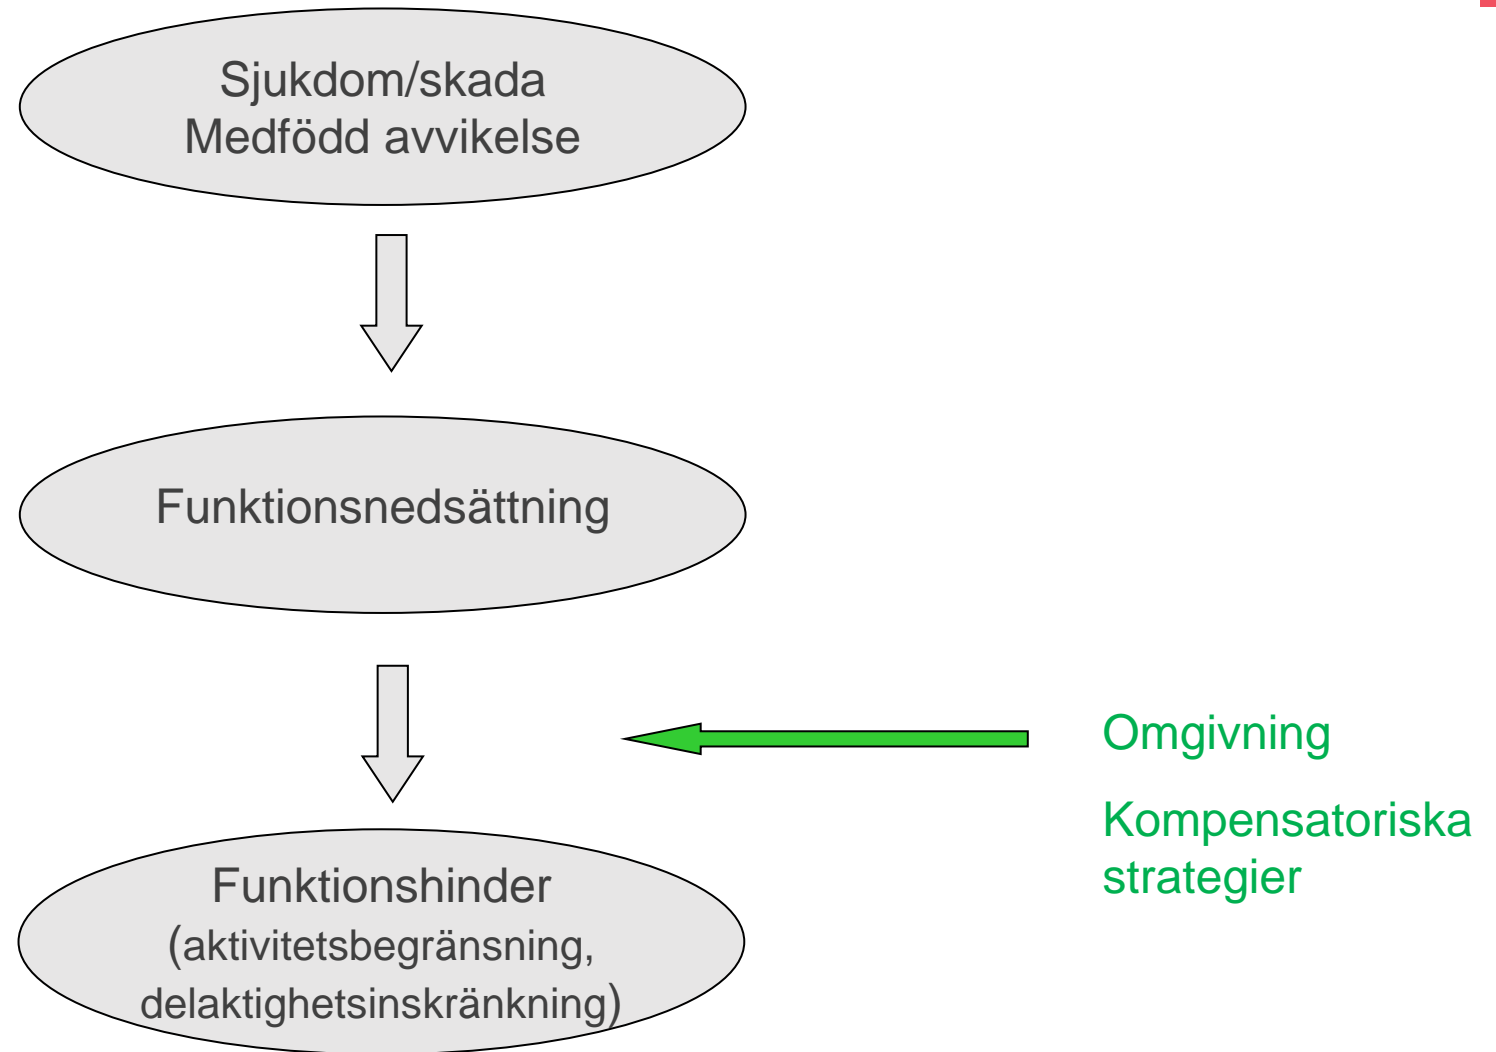 Sjukdom/skada
Medfödd avvikelse
Funktionsnedsättning
Omgivning
Kompensatoriska
strategier
Funktionshinder
(aktivitetsbegränsning,
delaktighetsinskränkning)